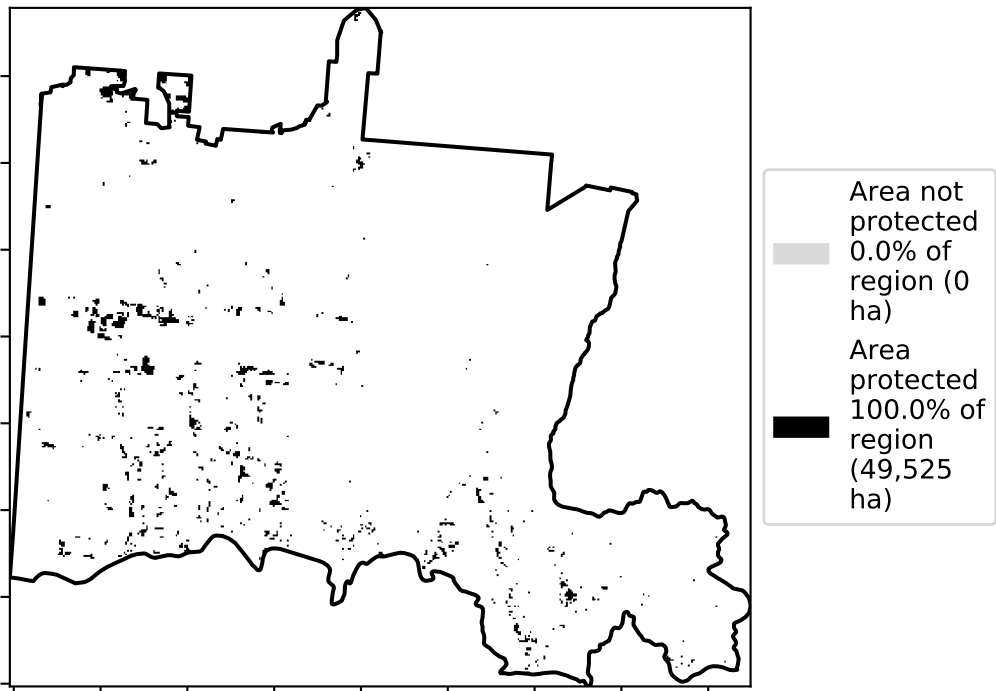 Area not
protected
0.0% of
region (0
ha)
Area
protected
100.0% of
region
(49,525
ha)